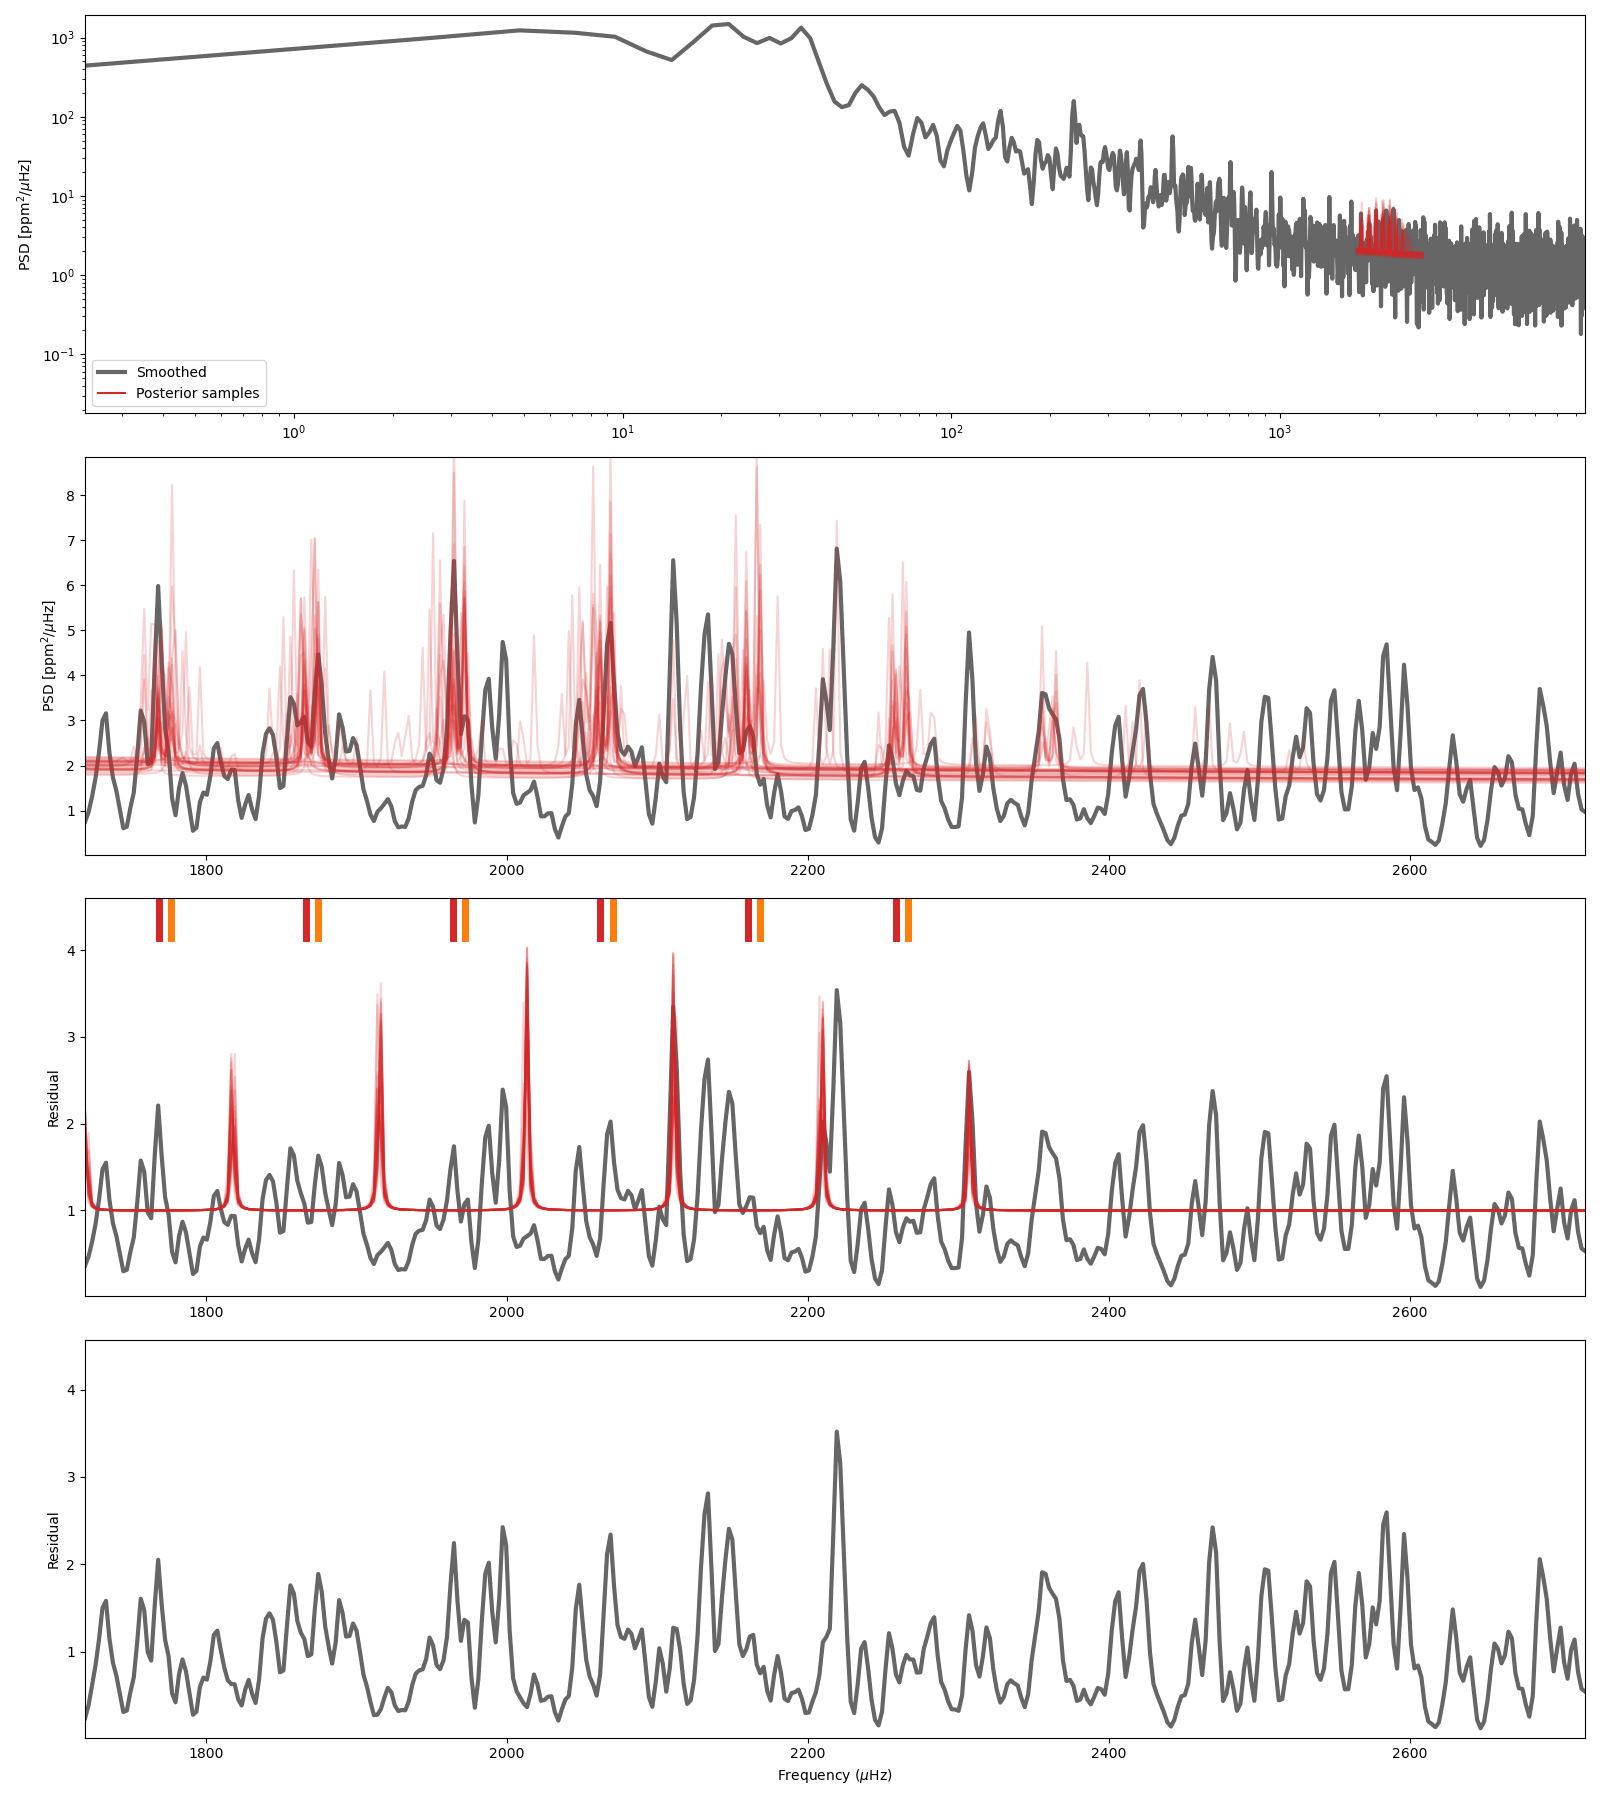 PSD [ppm²/μHz]
10³
10²
10¹
10⁰
10⁻¹
Smoothed
Posterior samples
10⁰ 10¹ 10² 10³
PSD [ppm²/μHz]
8
7
6
5
4
3
2
1
1800 2000 2200 2400 2600
Residual
4
3
2
1
1800 2000 2200 2400 2600
Residual
4
3
2
1
1800 2000 2200 2400 2600
Frequency (μHz)